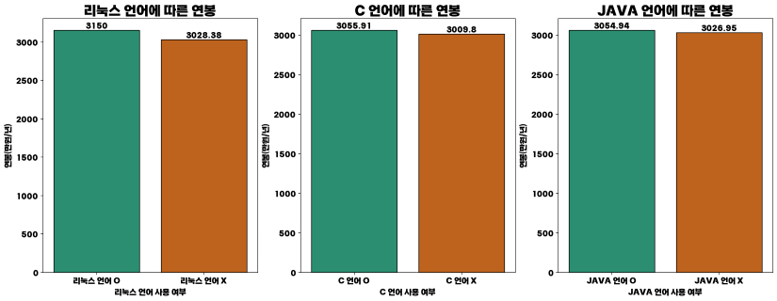 리눅스 언어에 따른 연봉
3150
3028.38
3000
2500
2000
1500
1000
500
0
연봉(만원/년)
리눅스 언어 O
리눅스 언어 X
리눅스 언어 사용 여부
C 언어에 따른 연봉
3055.91
3009.8
3000
2500
2000
1500
1000
500
0
연봉(만원/년)
C 언어 O
C 언어 X
C 언어 사용 여부
JAVA 언어에 따른 연봉
3054.94
3026.95
3000
2500
2000
1500
1000
500
0
연봉(만원/년)
JAVA 언어 O
JAVA 언어 X
JAVA 언어 사용 여부